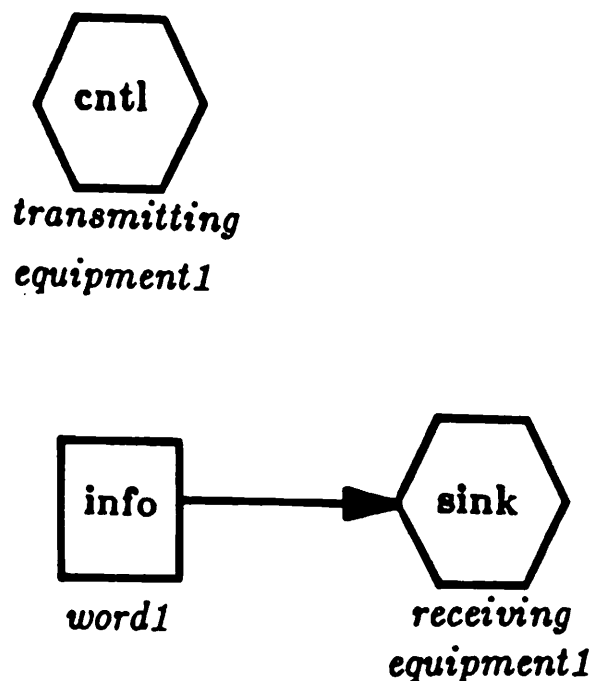 cntl
transmitting
equipment1
info
sink
word1
receiving
equipment1